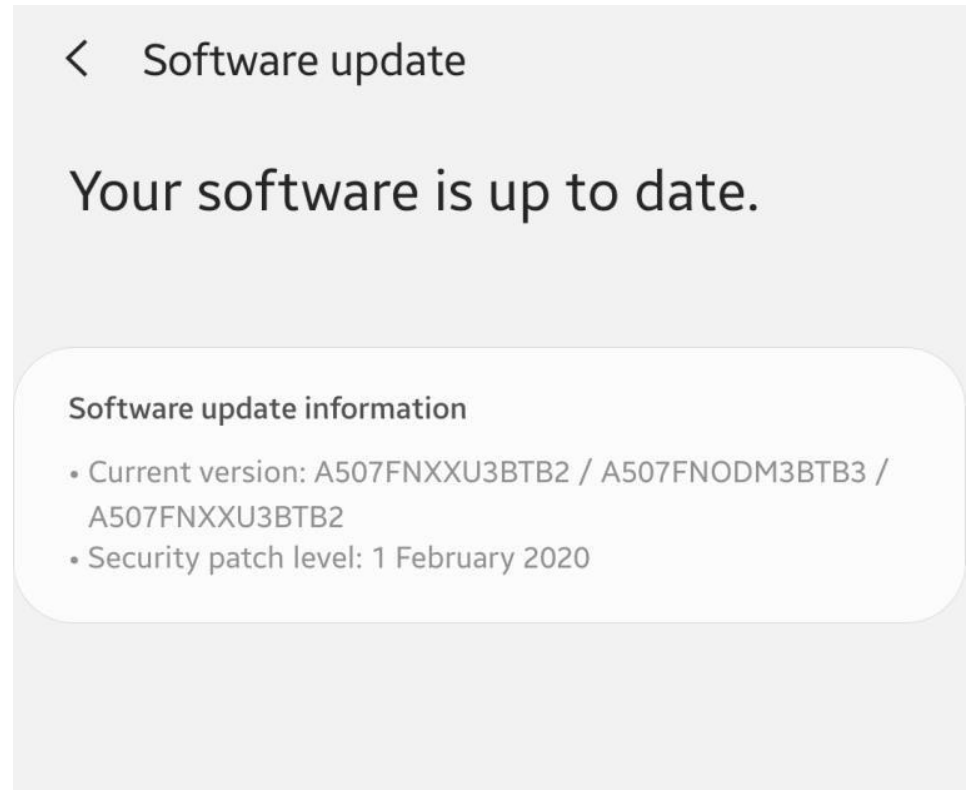 Software update
Your software is up to date.
Software update information
• Current version: A507FNXXU3BTB2 / A507FNODM3BTB3 /
A507FNXXU3BTB2
• Security patch level: 1 February 2020